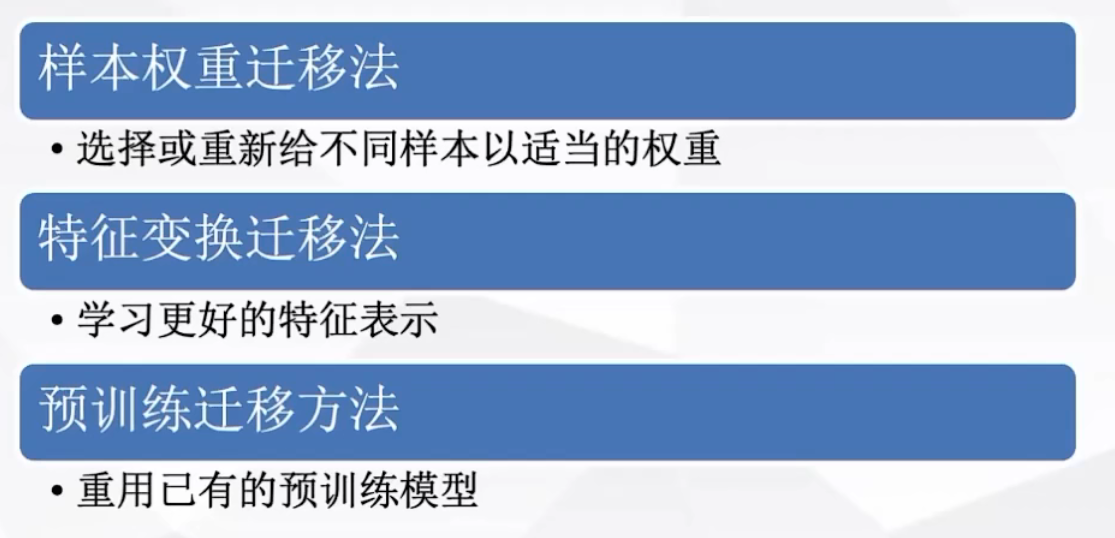 样本权重迁移法
• 选择或重新给不同样本以适当的权重
特征变换迁移法
• 学习更好的特征表示
预训练迁移方法
• 重用已有的预训练模型